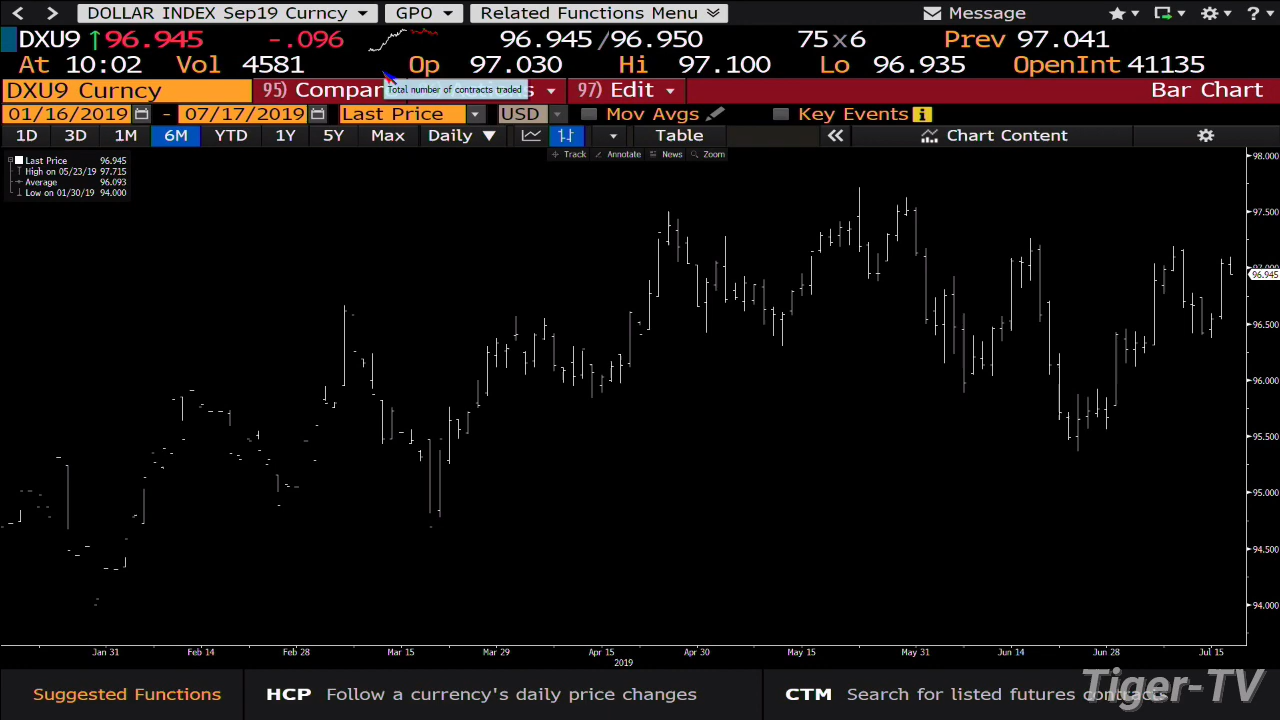 DOLLAR INDEX Sep19 Curncy GPO Related Functions Menu Message ?
DXU9 ↑96.945 -.096 96.945/96.950 75x6 Prev 97.041
At 10:02 Vol 4581 Op 97.030 Hi 97.100 Lo 96.935 OpenInt 41135
DXU9 Curncy 95) Compar s 97) Edit Bar Chart
Total number of contracts traded
01/16/2019 - 07/17/2019 Last Price USD Mov Avgs Key Events i
1D 3D 1M 6M YTD 1Y 5Y Max Daily ▼ Table « Chart Content
+ Track Annotate News Zoom
Last Price 96.945
High on 05/23/19 97.715
Average 96.093
Low on 01/30/19 94.000
98.000
97.500
97.000
96.945
96.500
96.000
95.500
95.000
94.500
94.000
Jan 31 Feb 14 Feb 28 Mar 15 Mar 29 Apr 15 Apr 30 May 15 May 31 Jun 14 Jun 28 Jul 15
2019
Suggested Functions HCP Follow a currency's daily price changes CTM Search for listed futures contracts
Tiger-TV